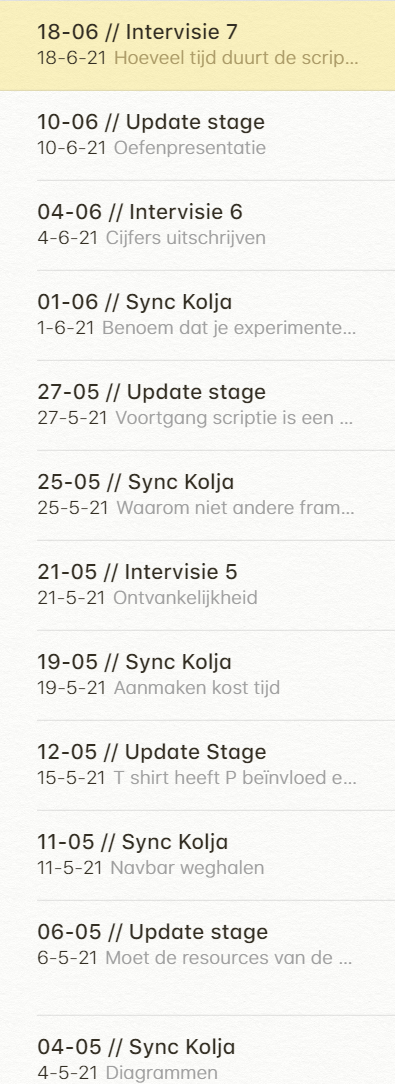 18-06 // Intervisie 7
18-6-21 Hoeveel tijd duurt de scrip...
10-06 // Update stage
10-6-21 Oefenpresentatie
04-06 // Intervisie 6
4-6-21 Cijfers uitschrijven
01-06 // Sync Kolja
1-6-21 Benoem dat je experimente...
27-05 // Update stage
27-5-21 Voortgang scriptie is een ...
25-05 // Sync Kolja
25-5-21 Waarom niet andere fram...
21-05 // Intervisie 5
21-5-21 Ontvankelijkheid
19-05 // Sync Kolja
19-5-21 Aanmaken kost tijd
12-05 // Update Stage
15-5-21 T shirt heeft P beïnvloed e...
11-05 // Sync Kolja
11-5-21 Navbar weghalen
06-05 // Update stage
6-5-21 Moet de resources van de ...
04-05 // Sync Kolja
4-5-21 Diagrammen